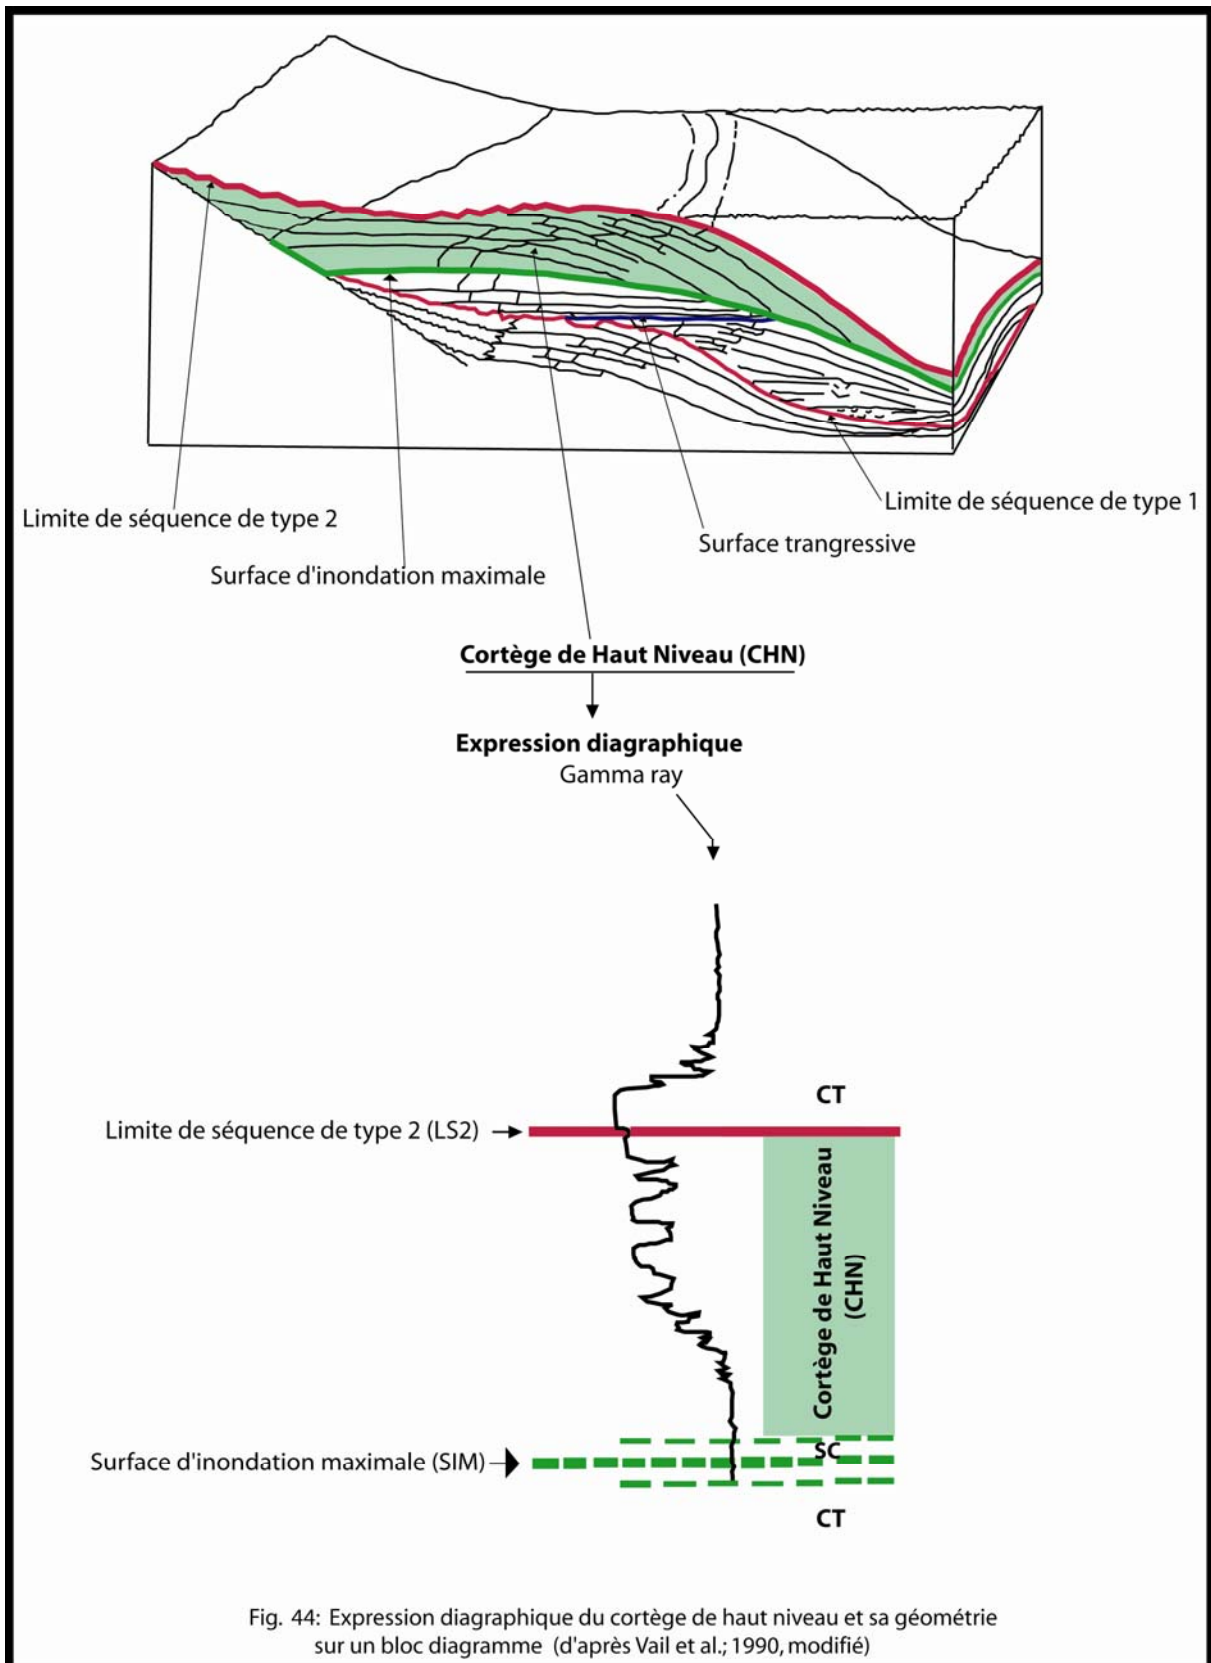 Limite de séquence de type 2
Limite de séquence de type 1
Surface trangressive
Surface d'inondation maximale
Cortège de Haut Niveau (CHN)
Expression diagraphique
Gamma ray
CT
Limite de séquence de type 2 (LS2)
Cortège de Haut Niveau
(CHN)
SC
Surface d'inondation maximale (SIM)
CT
Fig. 44: Expression diagraphique du cortège de haut niveau et sa géométrie
sur un bloc diagramme (d'après Vail et al.; 1990, modifié)